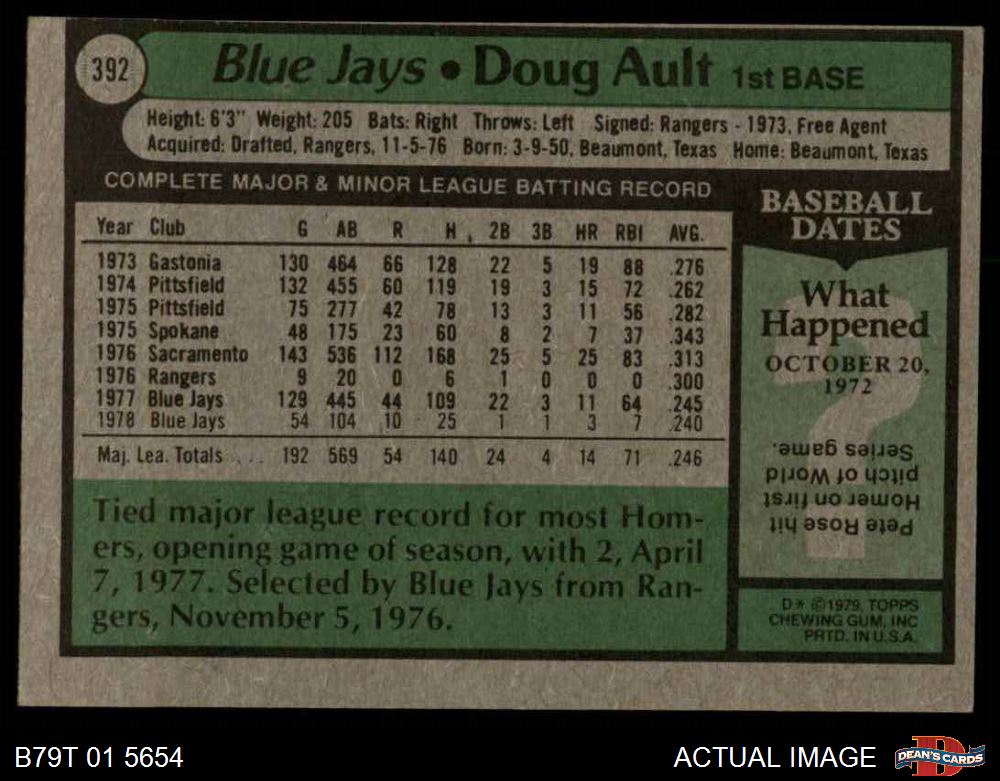 392
Blue Jays • Doug Ault 1st BASE
Height: 6'3" Weight: 205 Bats: Right Throws: Left Signed: Rangers - 1973, Free Agent
Acquired: Drafted, Rangers, 11-5-76 Born: 3-9-50, Beaumont, Texas Home: Beaumont, Texas
COMPLETE MAJOR & MINOR LEAGUE BATTING RECORD
Year Club G AB R H 2B 3B HR RBI AVG.
1973 Gastonia 130 464 66 128 22 5 19 88 .276
1974 Pittsfield 132 455 60 119 19 3 15 72 .262
1975 Pittsfield 75 277 42 78 13 3 11 56 .282
1975 Spokane 48 175 23 60 8 2 7 37 .343
1976 Sacramento 143 536 112 168 25 5 25 83 .313
1976 Rangers 9 20 0 6 1 0 0 0 .300
1977 Blue Jays 129 445 44 109 22 3 11 64 .245
1978 Blue Jays 54 104 10 25 1 1 3 7 .240
Maj. Lea. Totals ... 192 569 54 140 24 4 14 71 .246
Tied major league record for most Hom-
ers, opening game of season, with 2, April
7, 1977. Selected by Blue Jays from Ran-
gers, November 5, 1976.
BASEBALL
DATES
What
Happened
OCTOBER 20,
1972
Pete Rose hit
Homer on first
pitch of World
Series game.
D* ©1979, TOPPS
CHEWING GUM, INC
PRTD. IN U.S.A.
B79T 01 5654
ACTUAL IMAGE
D
DEAN'S CARDS